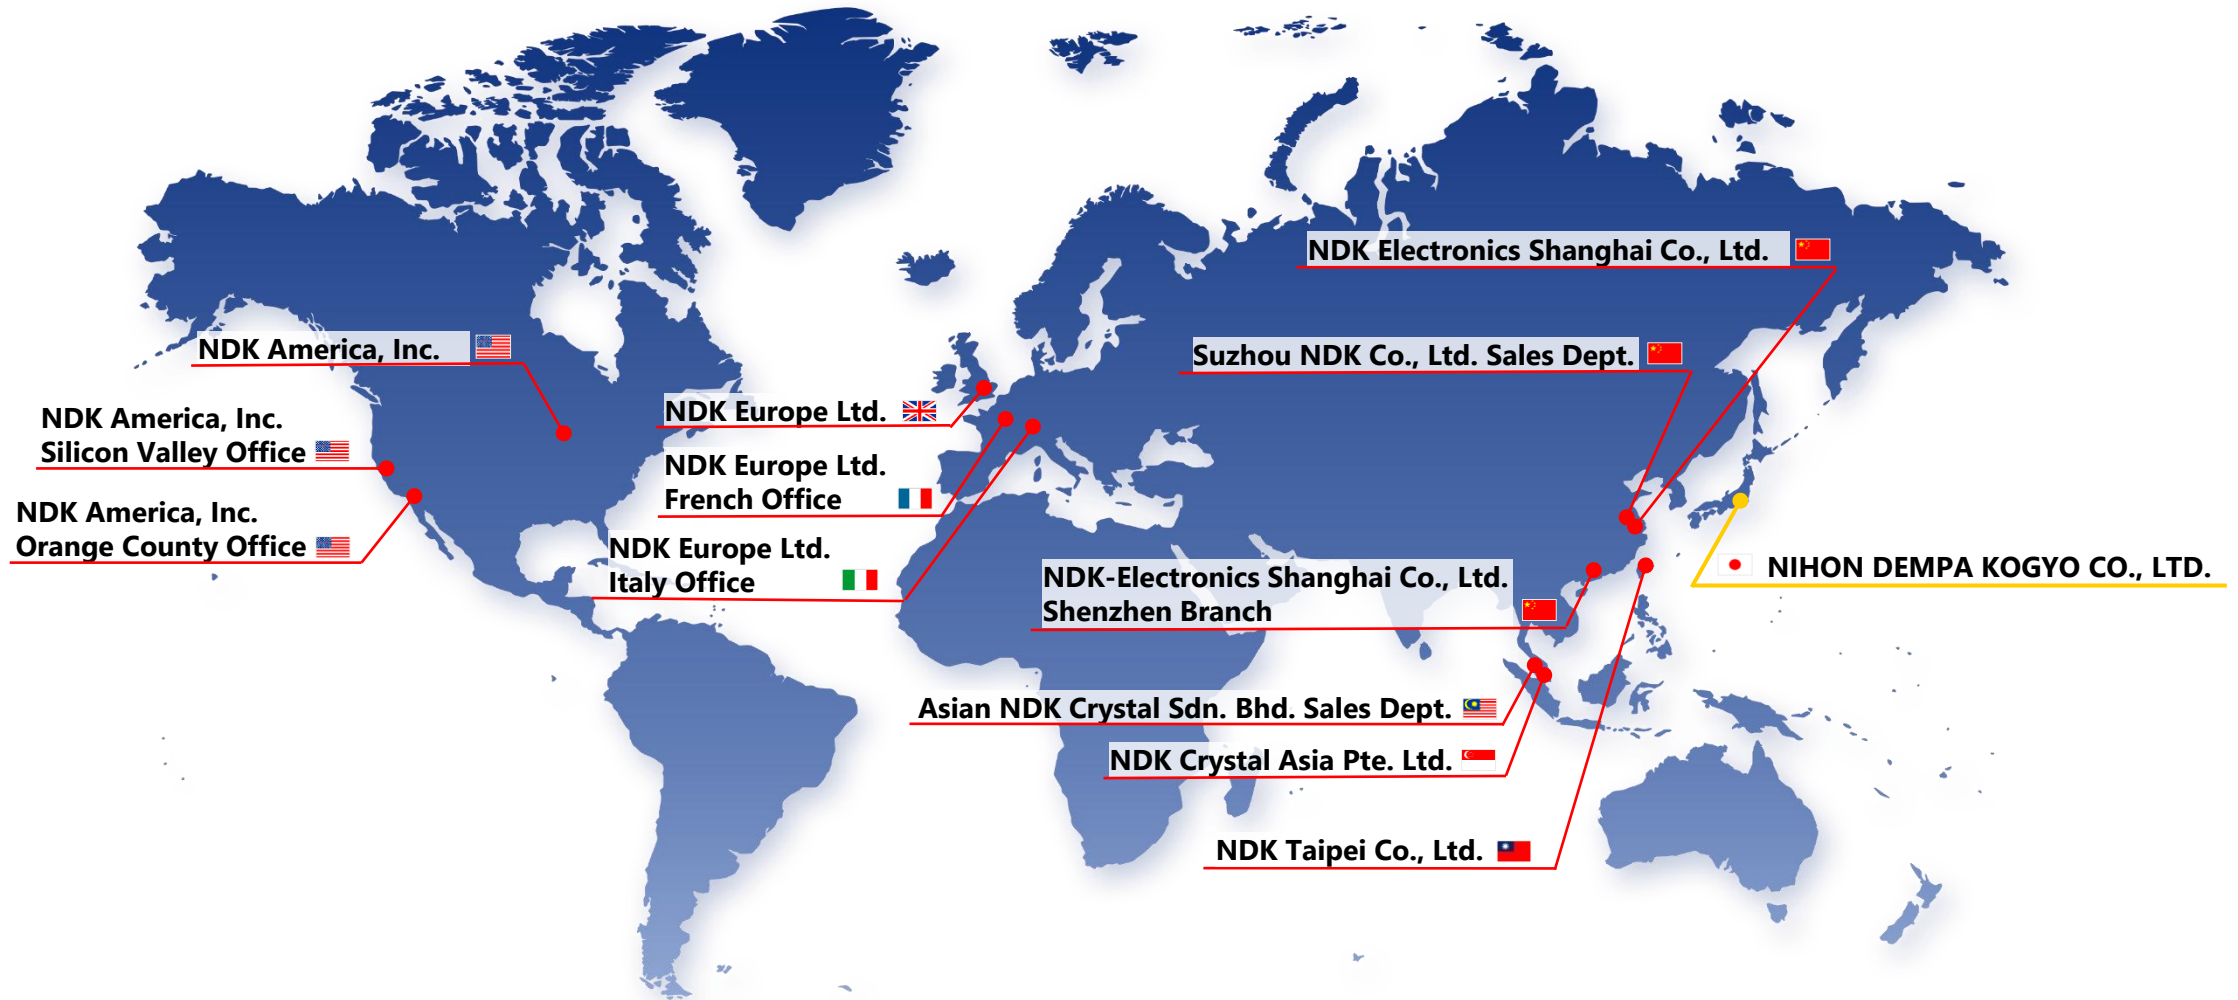 NDK Electronics Shanghai Co., Ltd.
NDK America, Inc.
Suzhou NDK Co., Ltd. Sales Dept.
NDK America, Inc.
Silicon Valley Office
NDK Europe Ltd.
NDK Europe Ltd.
French Office
NDK America, Inc.
Orange County Office
NDK Europe Ltd.
Italy Office
NDK-Electronics Shanghai Co., Ltd.
Shenzhen Branch
NIHON DEMPA KOGYO CO., LTD.
Asian NDK Crystal Sdn. Bhd. Sales Dept.
NDK Crystal Asia Pte. Ltd.
NDK Taipei Co., Ltd.